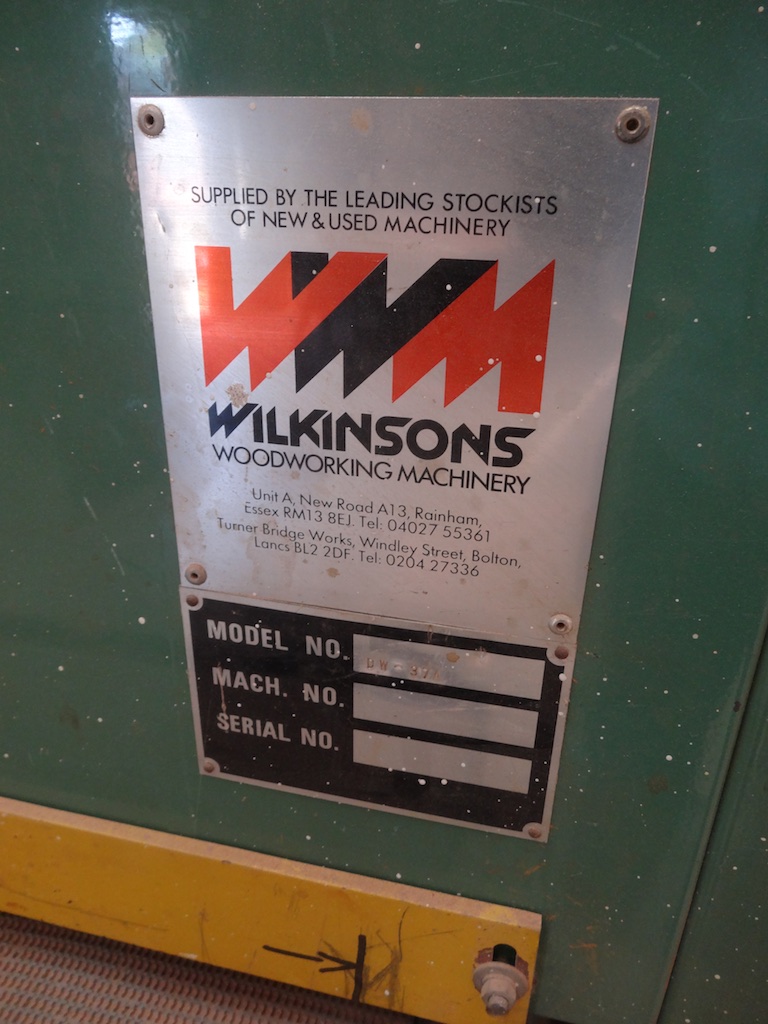 SUPPLIED BY THE LEADING STOCKISTS
OF NEW & USED MACHINERY
WWM
WILKINSONS
WOODWORKING MACHINERY
Unit A, New Road A13, Rainham,
Essex RM13 8EJ. Tel: 04027 55361
Turner Bridge Works, Windley Street, Bolton,
Lancs BL2 2DF. Tel: 0204 27336
MODEL NO.
MACH. NO.
SERIAL NO.